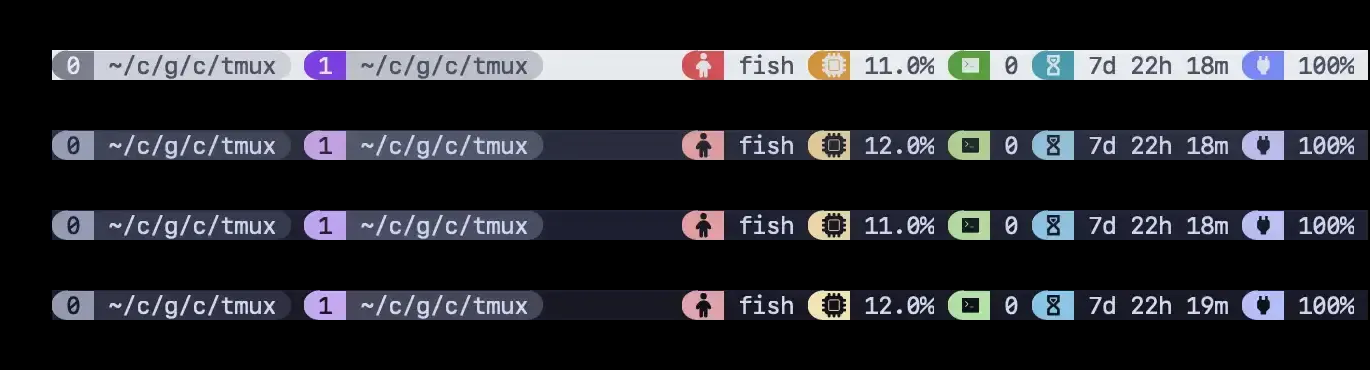 0 ~/c/g/c/tmux 1 ~/c/g/c/tmux fish 11.0% >_ 0 7d 22h 18m 100%
0 ~/c/g/c/tmux 1 ~/c/g/c/tmux fish 12.0% >_ 0 7d 22h 18m 100%
0 ~/c/g/c/tmux 1 ~/c/g/c/tmux fish 11.0% >_ 0 7d 22h 18m 100%
0 ~/c/g/c/tmux 1 ~/c/g/c/tmux fish 12.0% >_ 0 7d 22h 19m 100%